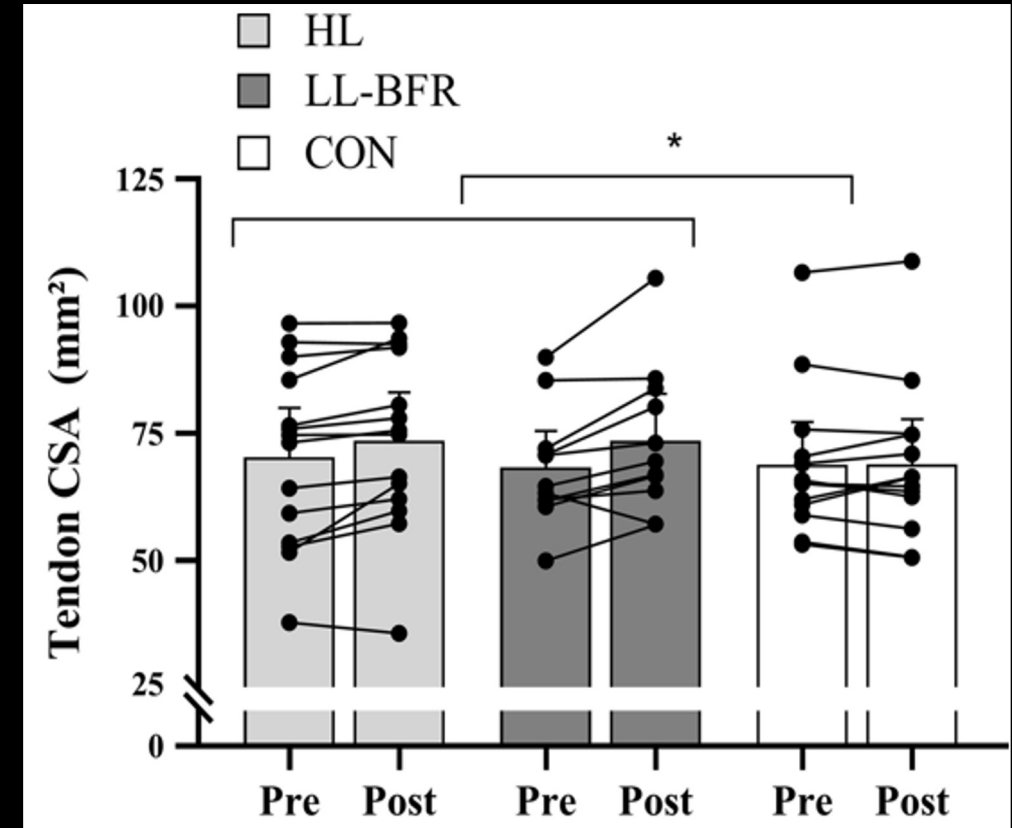 HL
LL-BFR
CON
*
125
100
75
50
25
0
Tendon CSA (mm²)
Pre Post Pre Post Pre Post